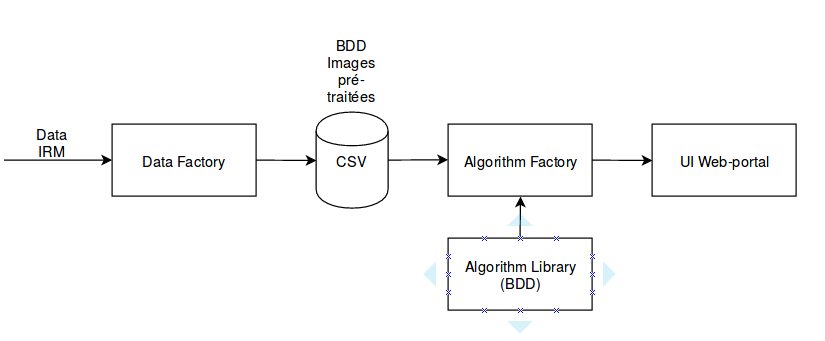 BDD
Images
pré-
traitées
Data
IRM
Data Factory
CSV
Algorithm Factory
UI Web-portal
Algorithm Library
(BDD)